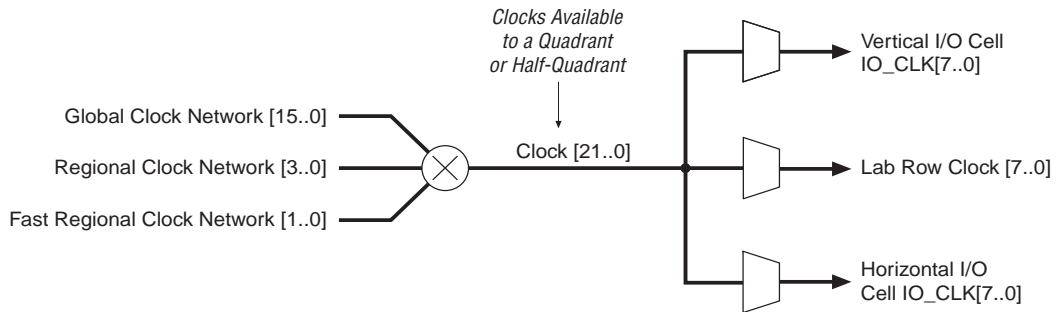 Clocks Available
to a Quadrant
or Half-Quadrant
Vertical I/O Cell
IO_CLK[7..0]
Global Clock Network [15..0]
Regional Clock Network [3..0]
Clock [21..0]
Lab Row Clock [7..0]
Fast Regional Clock Network [1..0]
Horizontal I/O
Cell IO_CLK[7..0]